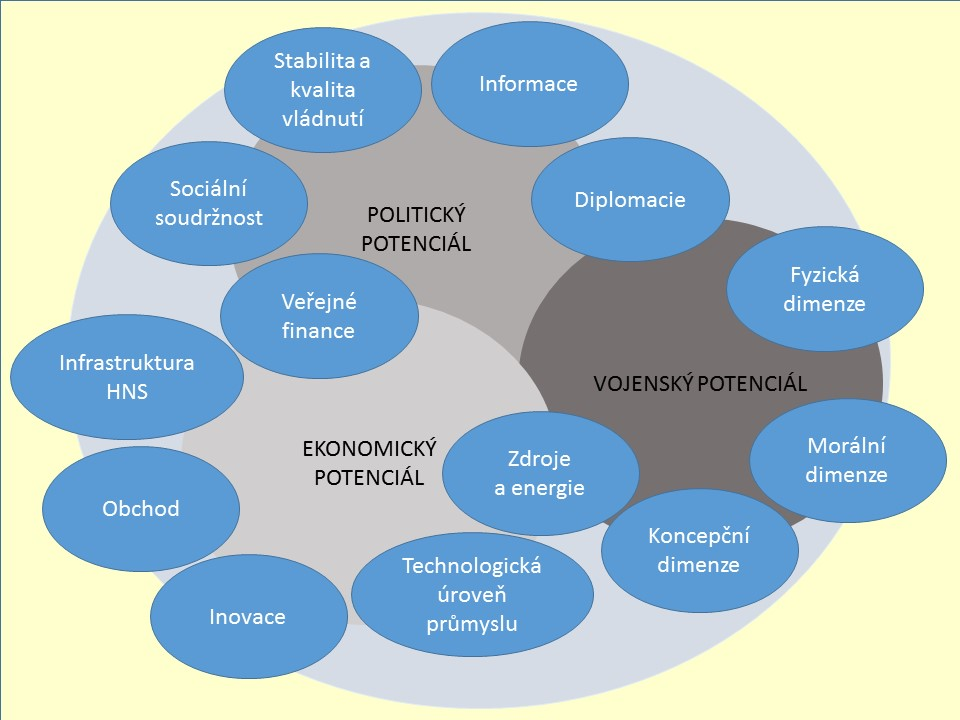 Stabilita a
kvalita
vládnutí
Informace
Sociální
soudržnost
Diplomacie
POLITICKÝ
POTENCIÁL
Fyzická
dimenze
Veřejné
finance
Infrastruktura
HNS
VOJENSKÝ POTENCIÁL
EKONOMICKÝ
POTENCIÁL
Zdroje
a energie
Morální
dimenze
Obchod
Koncepční
dimenze
Technologická
úroveň
průmyslu
Inovace